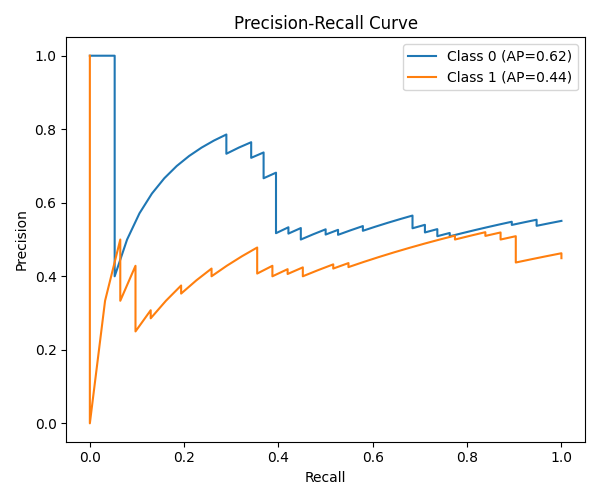 Precision-Recall Curve
Class 0 (AP=0.62)
Class 1 (AP=0.44)
Precision
1.0
0.8
0.6
0.4
0.2
0.0
0.0 0.2 0.4 0.6 0.8 1.0
Recall